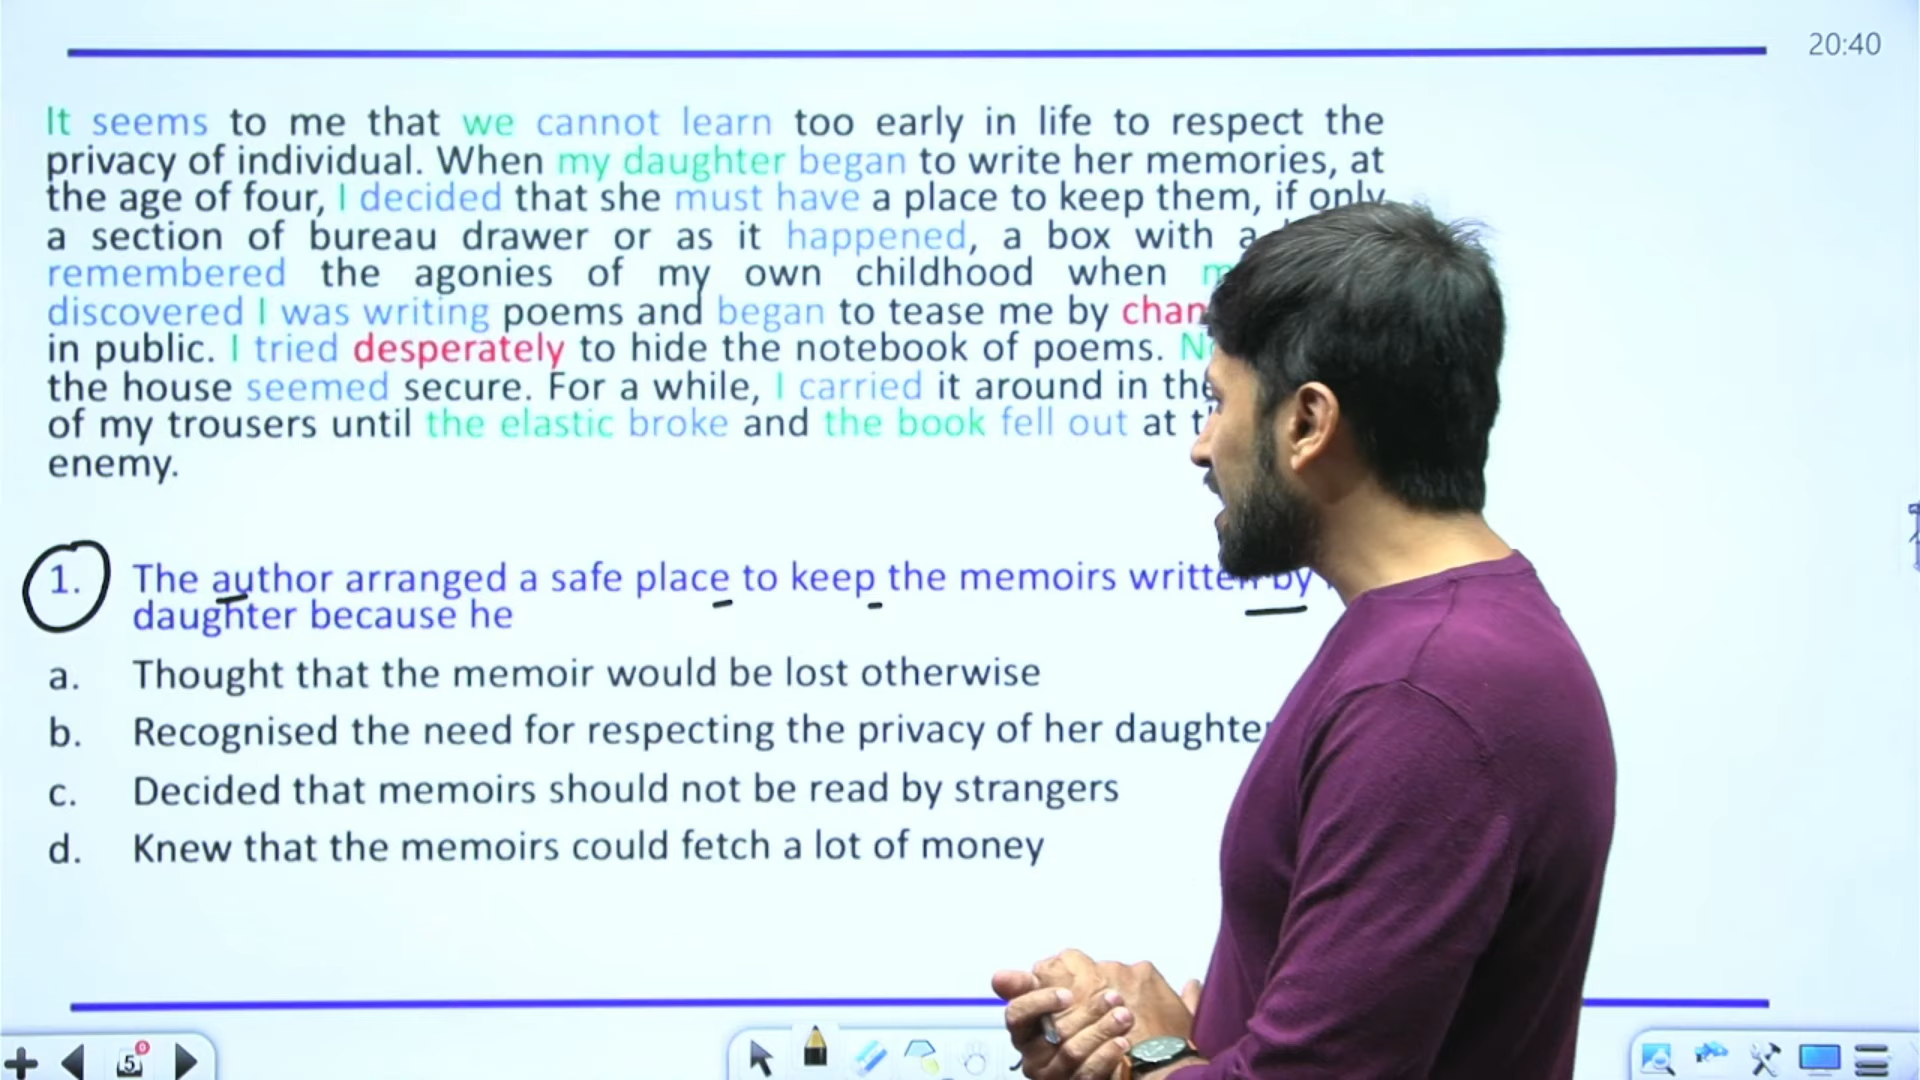 20:40
It seems to me that we cannot learn too early in life to respect the
privacy of individual. When my daughter began to write her memories, at
the age of four, I decided that she must have a place to keep them, if only
a section of bureau drawer or as it happened, a box with a
remembered the agonies of my own childhood when
discovered I was writing poems and began to tease me by
in public. I tried desperately to hide the notebook of poems.
the house seemed secure. For a while, I carried it around in
of my trousers until the elastic broke and the book fell out at
enemy.
1. The author arranged a safe place to keep the memoirs written by
daughter because he
a. Thought that the memoir would be lost otherwise
b. Recognised the need for respecting the privacy of her
c. Decided that memoirs should not be read by strangers
d. Knew that the memoirs could fetch a lot of money
5
0